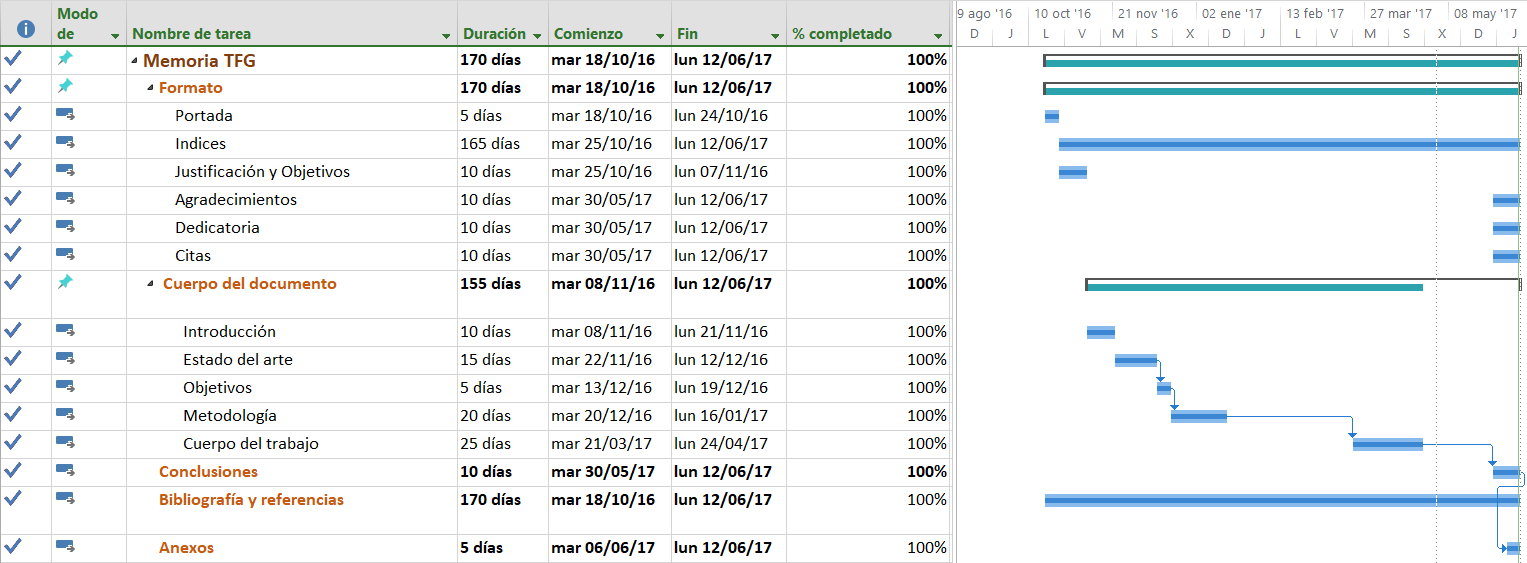 Modo de Nombre de tarea Duración Comienzo Fin % completado
9 ago '16 10 oct '16 21 nov '16 02 ene '17 13 feb '17 27 mar '17 08 may '17
D J L V M S X D J L V M S X D J
Memoria TFG 170 días mar 18/10/16 lun 12/06/17 100%
Formato 170 días mar 18/10/16 lun 12/06/17 100%
Portada 5 días mar 18/10/16 lun 24/10/16 100%
Indices 165 días mar 25/10/16 lun 12/06/17 100%
Justificación y Objetivos 10 días mar 25/10/16 lun 07/11/16 100%
Agradecimientos 10 días mar 30/05/17 lun 12/06/17 100%
Dedicatoria 10 días mar 30/05/17 lun 12/06/17 100%
Citas 10 días mar 30/05/17 lun 12/06/17 100%
Cuerpo del documento 155 días mar 08/11/16 lun 12/06/17 100%
Introducción 10 días mar 08/11/16 lun 21/11/16 100%
Estado del arte 15 días mar 22/11/16 lun 12/12/16 100%
Objetivos 5 días mar 13/12/16 lun 19/12/16 100%
Metodología 20 días mar 20/12/16 lun 16/01/17 100%
Cuerpo del trabajo 25 días mar 21/03/17 lun 24/04/17 100%
Conclusiones 10 días mar 30/05/17 lun 12/06/17 100%
Bibliografía y referencias 170 días mar 18/10/16 lun 12/06/17 100%
Anexos 5 días mar 06/06/17 lun 12/06/17 100%